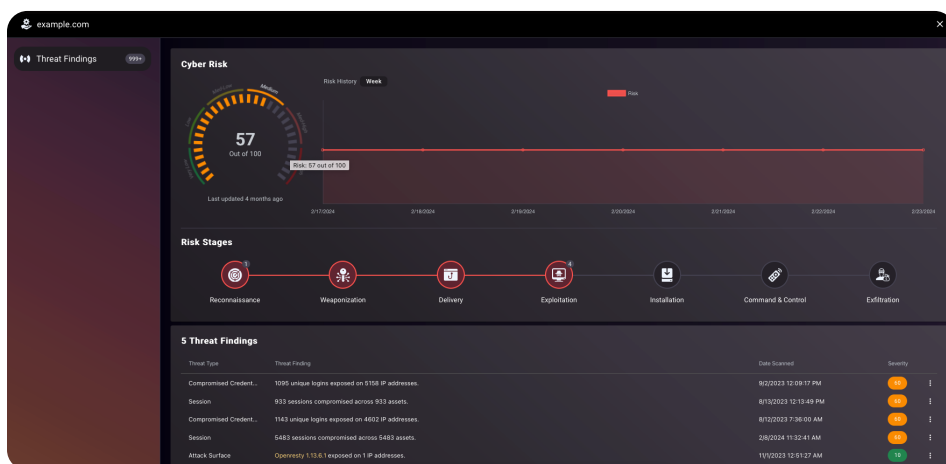 example.com
Threat Findings 999+
Cyber Risk
Risk History Week
Risk
Medium
Low
57
Out of 100
Risk: 57 out of 100
Last updated 4 months ago
2/17/2024 2/18/2024 2/19/2024 2/20/2024 2/21/2024 2/22/2024 2/23/2024
Risk Stages
1 4
Reconnaissance Weaponization Delivery Exploitation Installation Command & Control Exfiltration
5 Threat Findings
Threat Type Threat Finding Date Scanned Severity
Compromised Credent... 1095 unique logins exposed on 5158 IP addresses. 9/2/2023 12:09:17 PM
Session 933 sessions compromised across 933 assets. 8/13/2023 12:13:49 PM
Compromised Credent... 1143 unique logins exposed on 4602 IP addresses. 8/12/2023 7:36:00 AM
Session 5483 sessions compromised across 5483 assets. 2/8/2024 11:32:41 AM
Attack Surface Openresty 1.13.6.1 exposed on 1 IP addresses. 11/1/2023 12:51:27 AM 10